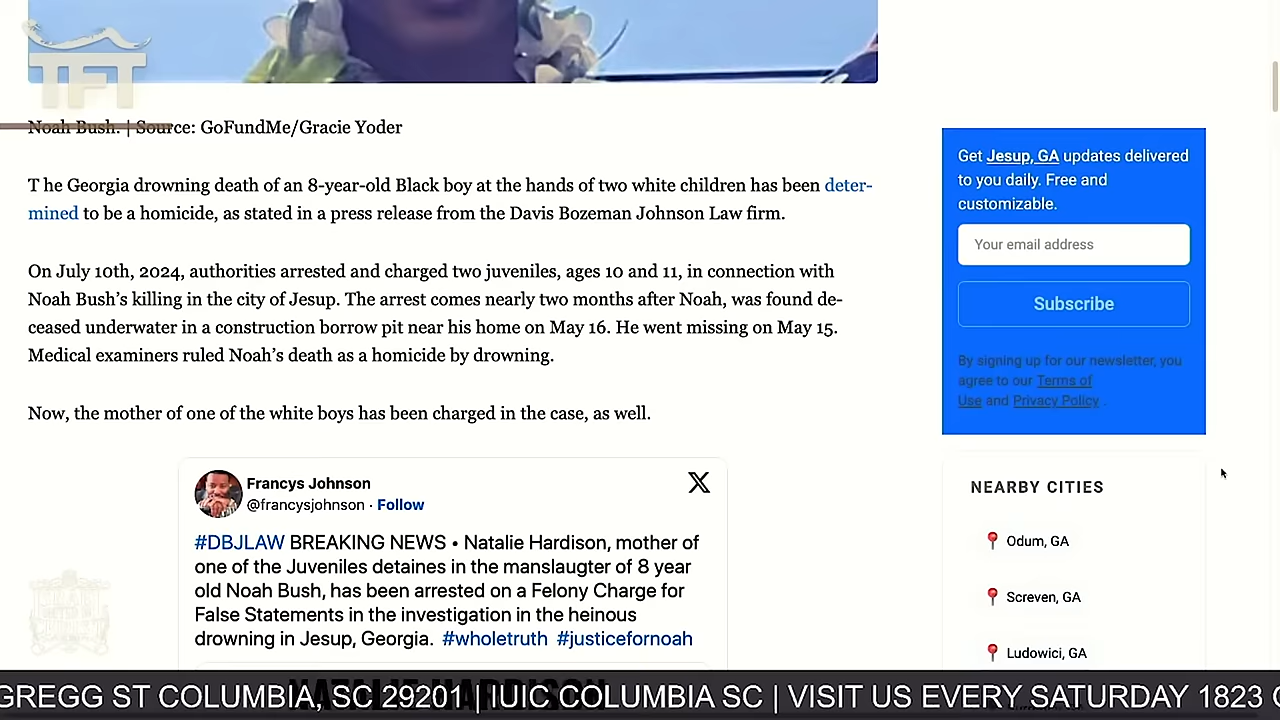 TFT
Noah Bush. | Source: GoFundMe/Gracie Yoder
T he Georgia drowning death of an 8-year-old Black boy at the hands of two white children has been deter-
mined to be a homicide, as stated in a press release from the Davis Bozeman Johnson Law firm.
On July 10th, 2024, authorities arrested and charged two juveniles, ages 10 and 11, in connection with
Noah Bush’s killing in the city of Jesup. The arrest comes nearly two months after Noah, was found de-
ceased underwater in a construction borrow pit near his home on May 16. He went missing on May 15.
Medical examiners ruled Noah’s death as a homicide by drowning.
Now, the mother of one of the white boys has been charged in the case, as well.
Francys Johnson
@francysjohnson · Follow
#DBJLAW BREAKING NEWS • Natalie Hardison, mother of
one of the Juveniles detaines in the manslaugter of 8 year
old Noah Bush, has been arrested on a Felony Charge for
False Statements in the investigation in the heinous
drowning in Jesup, Georgia. #wholetruth #justicefornoah
Get Jesup, GA updates delivered
to you daily. Free and
customizable.
Your email address
Subscribe
By signing up for our newsletter, you
agree to our Terms of
Use and Privacy Policy .
NEARBY CITIES
Odum, GA
Screven, GA
Ludowici, GA
GREGG ST COLUMBIA, SC 29201 | IUIC COLUMBIA SC | VISIT US EVERY SATURDAY 1823